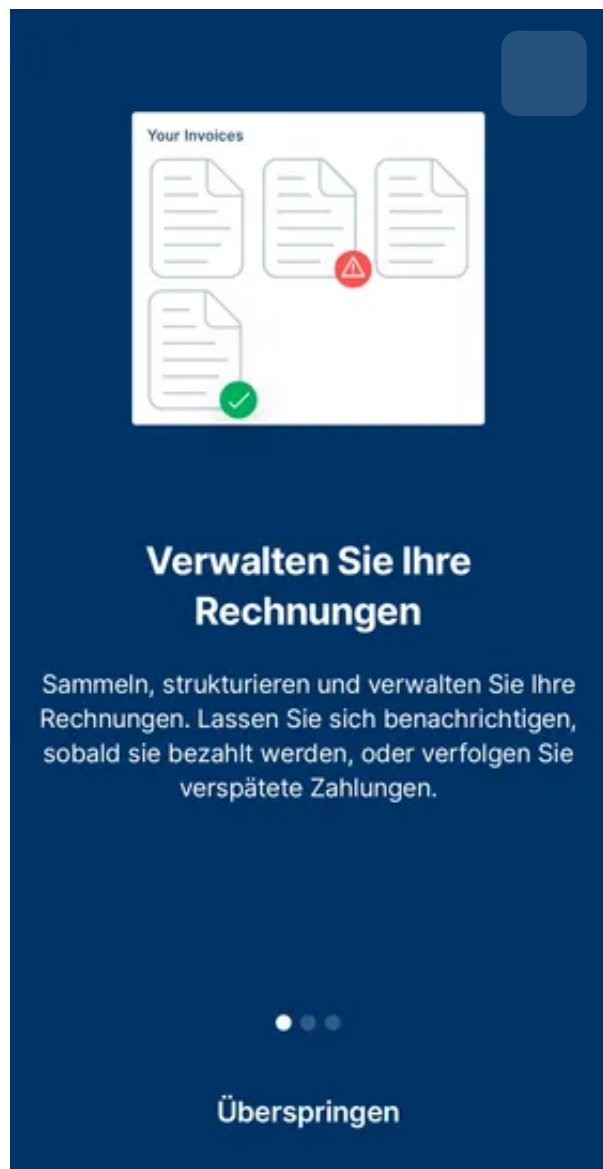 Your Invoices
Verwalten Sie Ihre
Rechnungen
Sammeln, strukturieren und verwalten Sie Ihre
Rechnungen. Lassen Sie sich benachrichtigen,
sobald sie bezahlt werden, oder verfolgen Sie
verspätete Zahlungen.
Überspringen